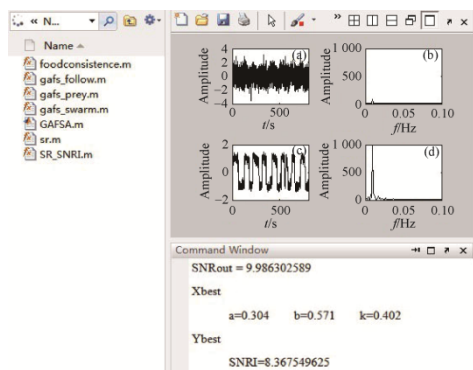 « N...
Name
foodconsistence.m
gafs_follow.m
gafs_prey.m
gafs_swarm.m
GAFSA.m
sr.m
SR_SNRI.m
»
Amplitude
4
2
0
-2
-4
(a)
0
500
t/s
Amplitude
1 000
500
0
(b)
0
0.05
0.10
f/Hz
Amplitude
2
0
-2
(c)
0
500
t/s
Amplitude
1 000
500
0
(d)
0
0.05
0.10
f/Hz
Command Window
SNRout = 9.986302589
Xbest
a=0.304 b=0.571 k=0.402
Ybest
SNRI=8.367549625